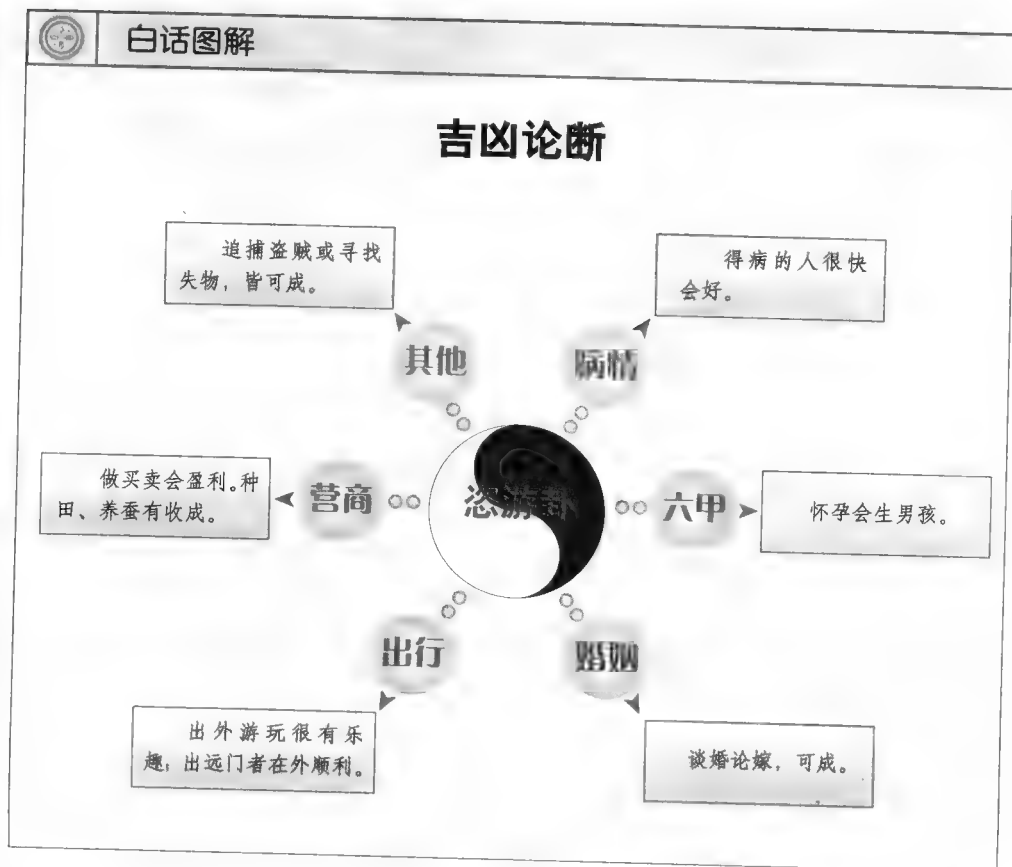 白话图解
吉凶论断
追捕盗贼或寻找
失物，皆可成。
得病的人很快
会好。
其他
病情
做买卖会盈利。种
田、养蚕有收成。
营商
恣游卦
六甲
怀孕会生男孩。
出行
婚姻
出外游玩很有乐
趣；出远门者在外顺利。
谈婚论嫁，可成。